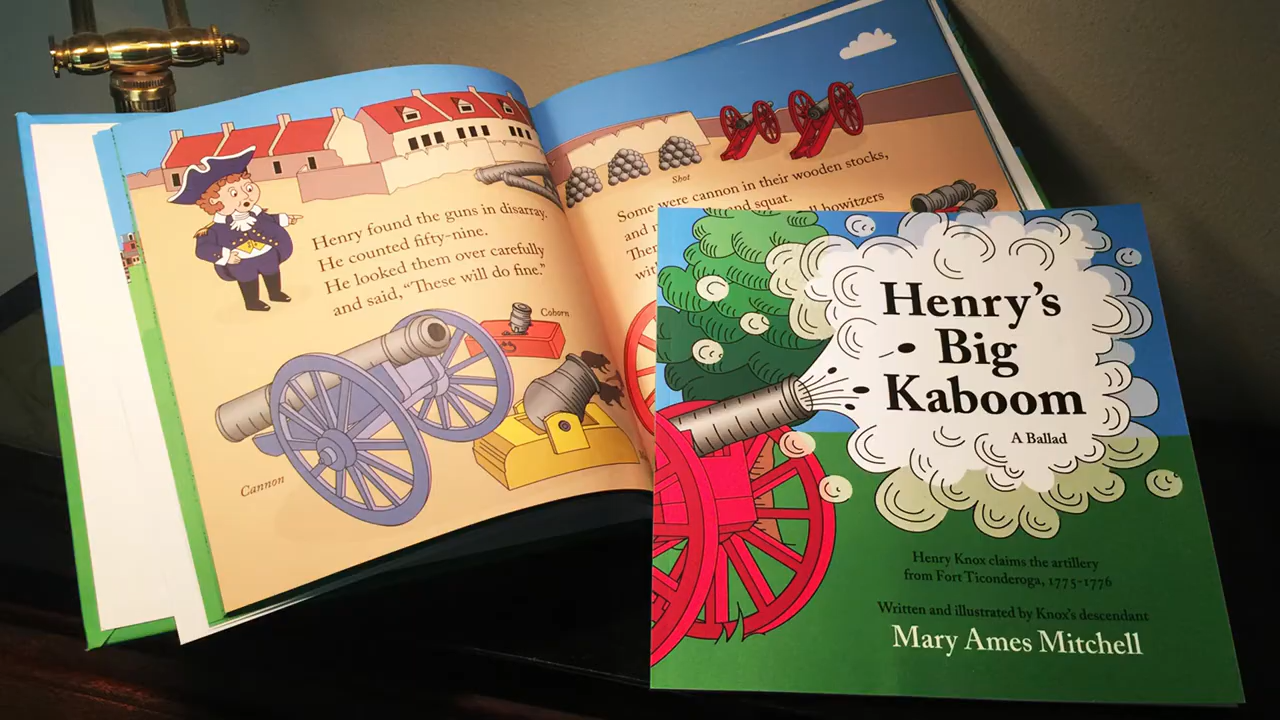 Henry found the guns in disarray.
He counted fifty-nine.
He looked them over carefully
and said, "These will do fine."
Cannon
Coborn
Shot
Some were cannon in their wooden stocks,
and squat.
howitzers
Henry's
Big
Kaboom
A Ballad
Henry Knox claims the artillery
from Fort Ticonderoga, 1775-1776
Written and illustrated by Knox's descendant
Mary Ames Mitchell